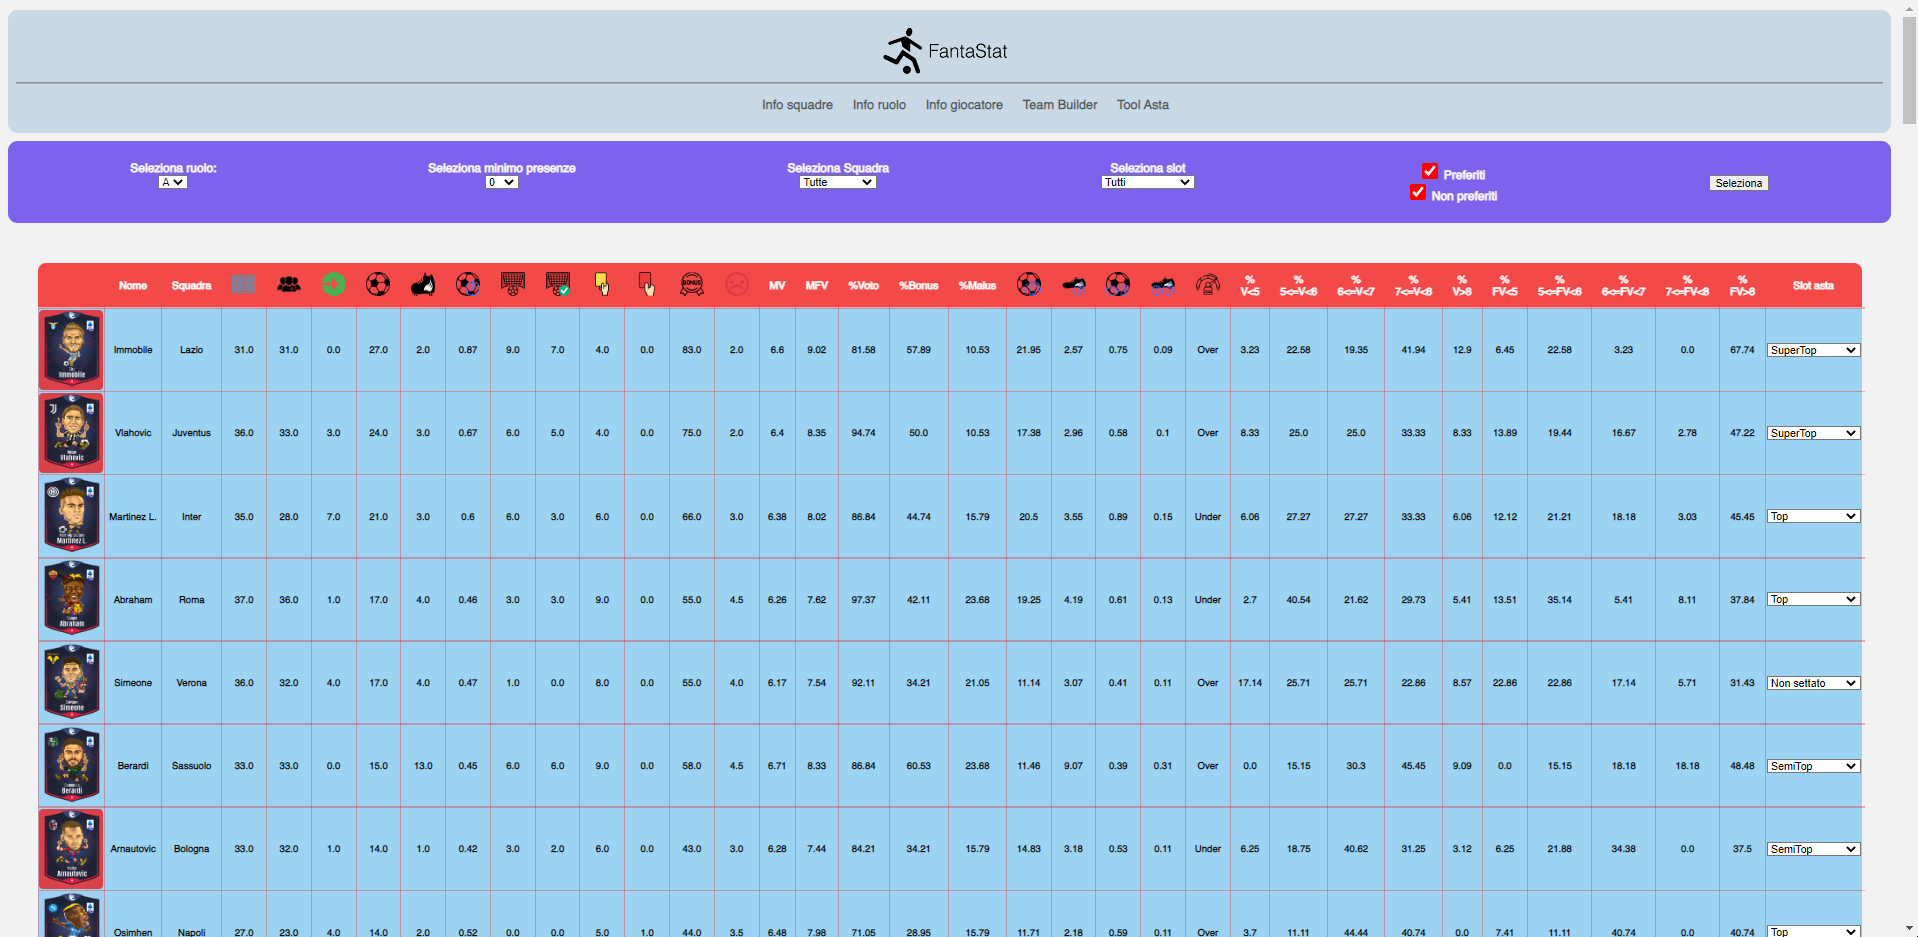 FantaStat
Info squadre Info ruolo Info giocatore Team Builder Tool Asta
Seleziona ruolo: Seleziona minimo presenze Seleziona Squadra Seleziona slot Preferiti
A 0 Tutte Tutti Non preferiti Seleziona
Nome Squadra BONUS MV MFV %Voto %Bonus %Malus % V<5 % 5<=V<6 % 6<=V<7 % 7<=V<8 % V>8 % FV<5 % 5<=FV<6 % 6<=FV<7 % 7<=FV<8 % FV>8 Slot asta
Immobile Immobile Lazio 31.0 31.0 0.0 27.0 2.0 0.87 9.0 7.0 4.0 0.0 83.0 2.0 6.6 9.02 81.58 57.89 10.53 21.95 2.57 0.75 0.09 Over 3.23 22.58 19.35 41.94 12.9 6.45 22.58 3.23 0.0 67.74 SuperTop
Vlahovic Vlahovic Juventus 36.0 33.0 3.0 24.0 3.0 0.67 6.0 5.0 4.0 0.0 75.0 2.0 6.4 8.35 94.74 50.0 10.53 17.38 2.96 0.58 0.1 Over 8.33 25.0 25.0 33.33 8.33 13.89 19.44 16.67 2.78 47.22 SuperTop
Martinez L. Martinez L. Inter 35.0 28.0 7.0 21.0 3.0 0.6 6.0 3.0 6.0 0.0 66.0 3.0 6.38 8.02 86.84 44.74 15.79 20.5 3.55 0.89 0.15 Under 6.06 27.27 27.27 33.33 6.06 12.12 21.21 18.18 3.03 45.45 Top
Abraham Abraham Roma 37.0 36.0 1.0 17.0 4.0 0.46 3.0 3.0 9.0 0.0 55.0 4.5 6.26 7.62 97.37 42.11 23.68 19.25 4.19 0.61 0.13 Under 2.7 40.54 21.62 29.73 5.41 13.51 35.14 5.41 8.11 37.84 Top
Simeone Simeone Verona 36.0 32.0 4.0 17.0 4.0 0.47 1.0 0.0 8.0 0.0 55.0 4.0 6.17 7.54 92.11 34.21 21.05 11.14 3.07 0.41 0.11 Over 17.14 25.71 25.71 22.86 8.57 22.86 22.86 17.14 5.71 31.43 Non settato
Berardi Berardi Sassuolo 33.0 33.0 0.0 15.0 13.0 0.45 6.0 6.0 9.0 0.0 58.0 4.5 6.71 8.33 86.84 60.53 23.68 11.46 9.07 0.39 0.31 Over 0.0 15.15 30.3 45.45 9.09 0.0 15.15 18.18 18.18 48.48 SemiTop
Arnautovic Arnautovic Bologna 33.0 32.0 1.0 14.0 1.0 0.42 3.0 2.0 6.0 0.0 43.0 3.0 6.28 7.44 84.21 34.21 15.79 14.83 3.18 0.53 0.11 Under 6.25 18.75 40.62 31.25 3.12 6.25 21.88 34.38 0.0 37.5 SemiTop
Osimhen Napoli 27.0 23.0 4.0 14.0 2.0 0.52 0.0 0.0 5.0 1.0 44.0 3.5 6.48 7.98 71.05 28.95 15.79 11.71 2.18 0.59 0.11 Over 3.7 11.11 44.44 40.74 0.0 7.41 11.11 40.74 0.0 40.74 Top